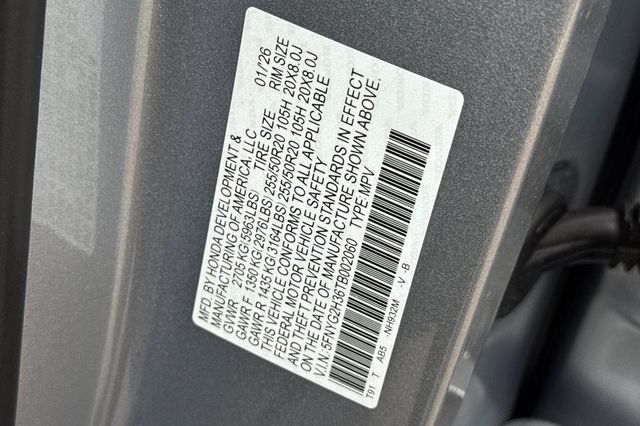 MFD. BY HONDA DEVELOPMENT &
MANUFACTURING OF AMERICA, LLC 01/26
GVWR 2705 KG(5963LBS) TIRE SIZE RIM SIZE
GAWR F 1350 KG(2976LBS) 255/50R20 105H 20X8.0J
GAWR R 1435 KG(3164LBS) 255/50R20 105H 20X8.0J
THIS VEHICLE CONFORMS TO ALL APPLICABLE
FEDERAL MOTOR VEHICLE SAFETY
AND THEFT PREVENTION STANDARDS IN EFFECT
ON THE DATE OF MANUFACTURE SHOWN ABOVE.
V.I.N. 5FNYG2H36TB002060 TYPE MPV
T91 T AB5 -NH932M -V -B